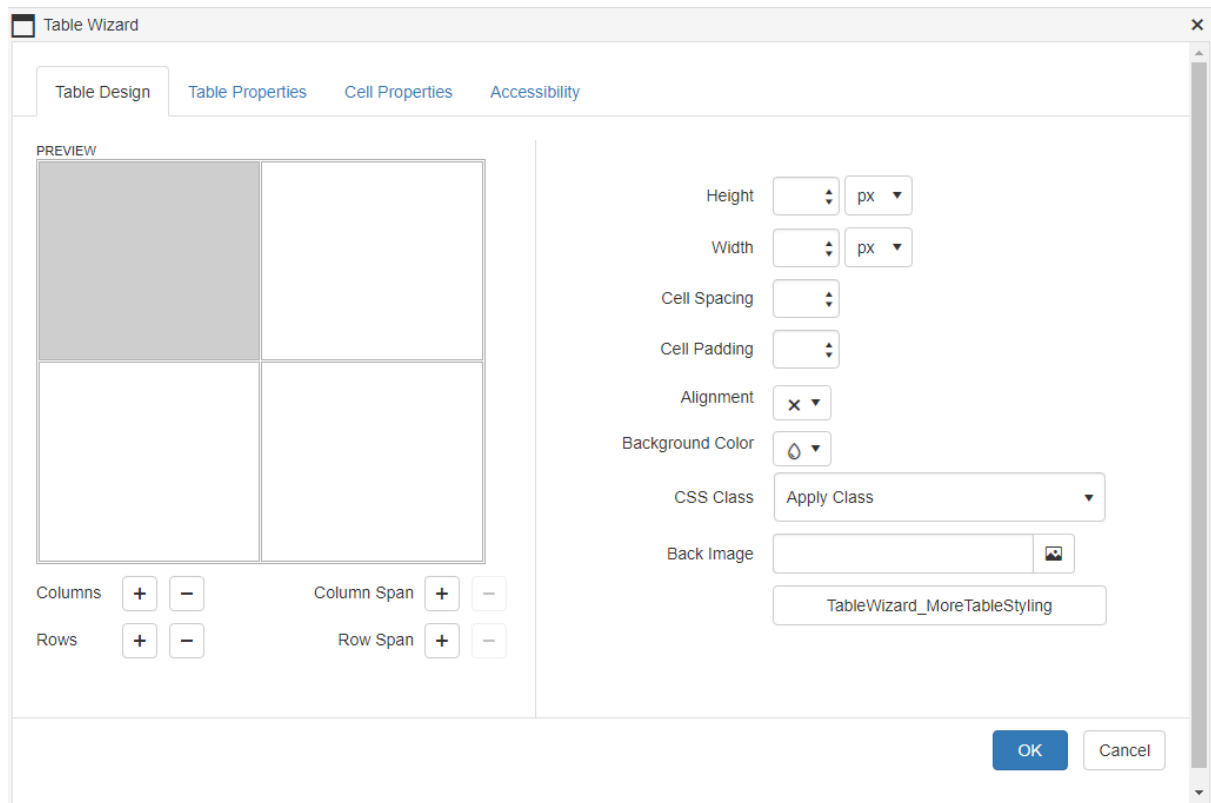 Table Wizard
Table Design Table Properties Cell Properties Accessibility
PREVIEW
Height px
Width px
Cell Spacing
Cell Padding
Alignment
Background Color
CSS Class Apply Class
Back Image
Columns + − Column Span + −
TableWizard_MoreTableStyling
Rows + − Row Span + −
OK Cancel